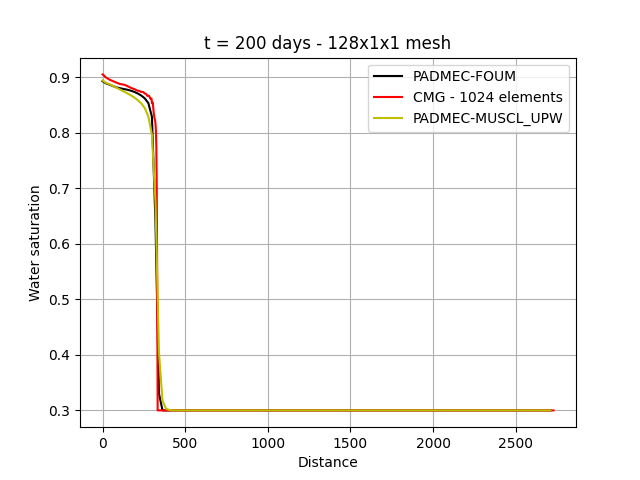 t = 200 days - 128x1x1 mesh
PADMEC-FOUM
CMG - 1024 elements
PADMEC-MUSCL_UPW
Water saturation
0.9
0.8
0.7
0.6
0.5
0.4
0.3
0 500 1000 1500 2000 2500
Distance